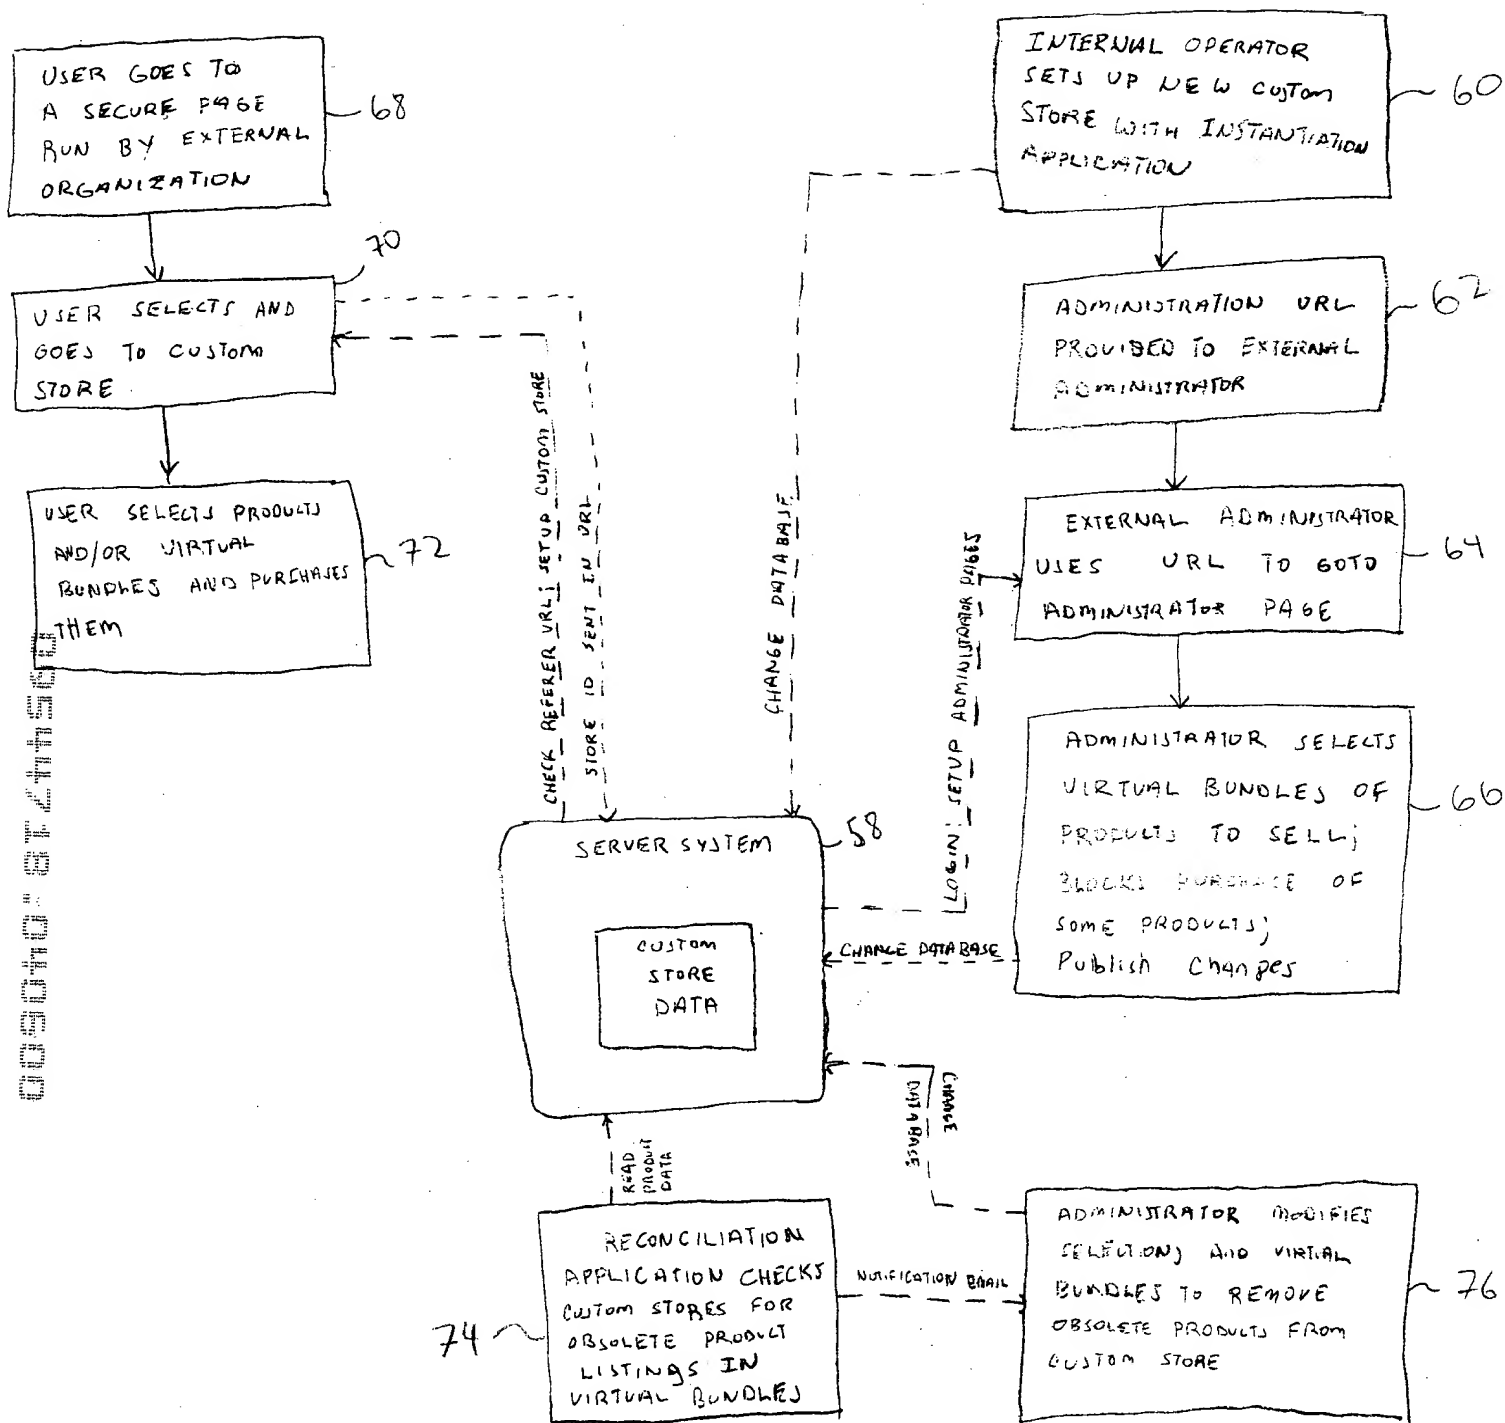 USER GOES TO
A SECURE PAGE
RUN BY EXTERNAL
ORGANIZATION
68
70
USER SELECTS AND
GOES TO CUSTOM
STORE
USER SELECTS PRODUCTS
AND/OR VIRTUAL
BUNDLES AND PURCHASES
THEM
72
CHECK REFERER URL; SETUP CUSTOM STORE
STORE ID SENT IN URL
CHANGE DATABASE
INTERNAL OPERATOR
SETS UP NEW CUSTOM
STORE WITH INSTANTIATION
APPLICATION
60
ADMINISTRATION URL
PROVIDED TO EXTERNAL
ADMINISTRATOR
62
EXTERNAL ADMINISTRATOR
USES URL TO GOTO
ADMINISTRATOR PAGE
64
LOGIN; SETUP ADMINISTRATOR PAGES
ADMINISTRATOR SELECTS
VIRTUAL BUNDLES OF
PRODUCTS TO SELL;
BLOCKS PURCHASE OF
SOME PRODUCTS;
Publish Changes
66
CHANGE DATABASE
SERVER SYSTEM
58
CUSTOM
STORE
DATA
CHANGE
DATABASE
READ
PRODUCT
DATA
RECONCILIATION
APPLICATION CHECKS
CUSTOM STORES FOR
OBSOLETE PRODUCT
LISTINGS IN
VIRTUAL BUNDLES
74
NOTIFICATION EMAIL
ADMINISTRATOR MODIFIES
SELECTIONS AND VIRTUAL
BUNDLES TO REMOVE
OBSOLETE PRODUCTS FROM
CUSTOM STORE
76
09544718.040500